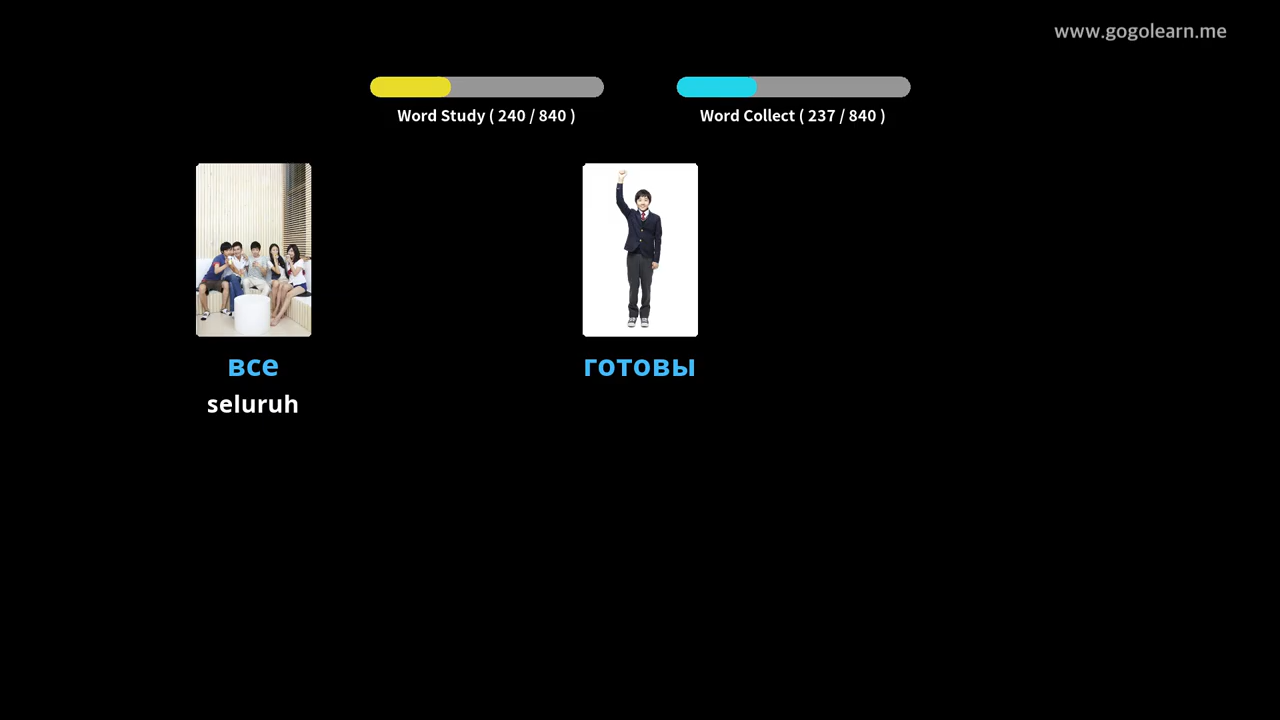 www.gogolearn.me
Word Study ( 240 / 840 )
Word Collect ( 237 / 840 )
все
seluruh
готовы